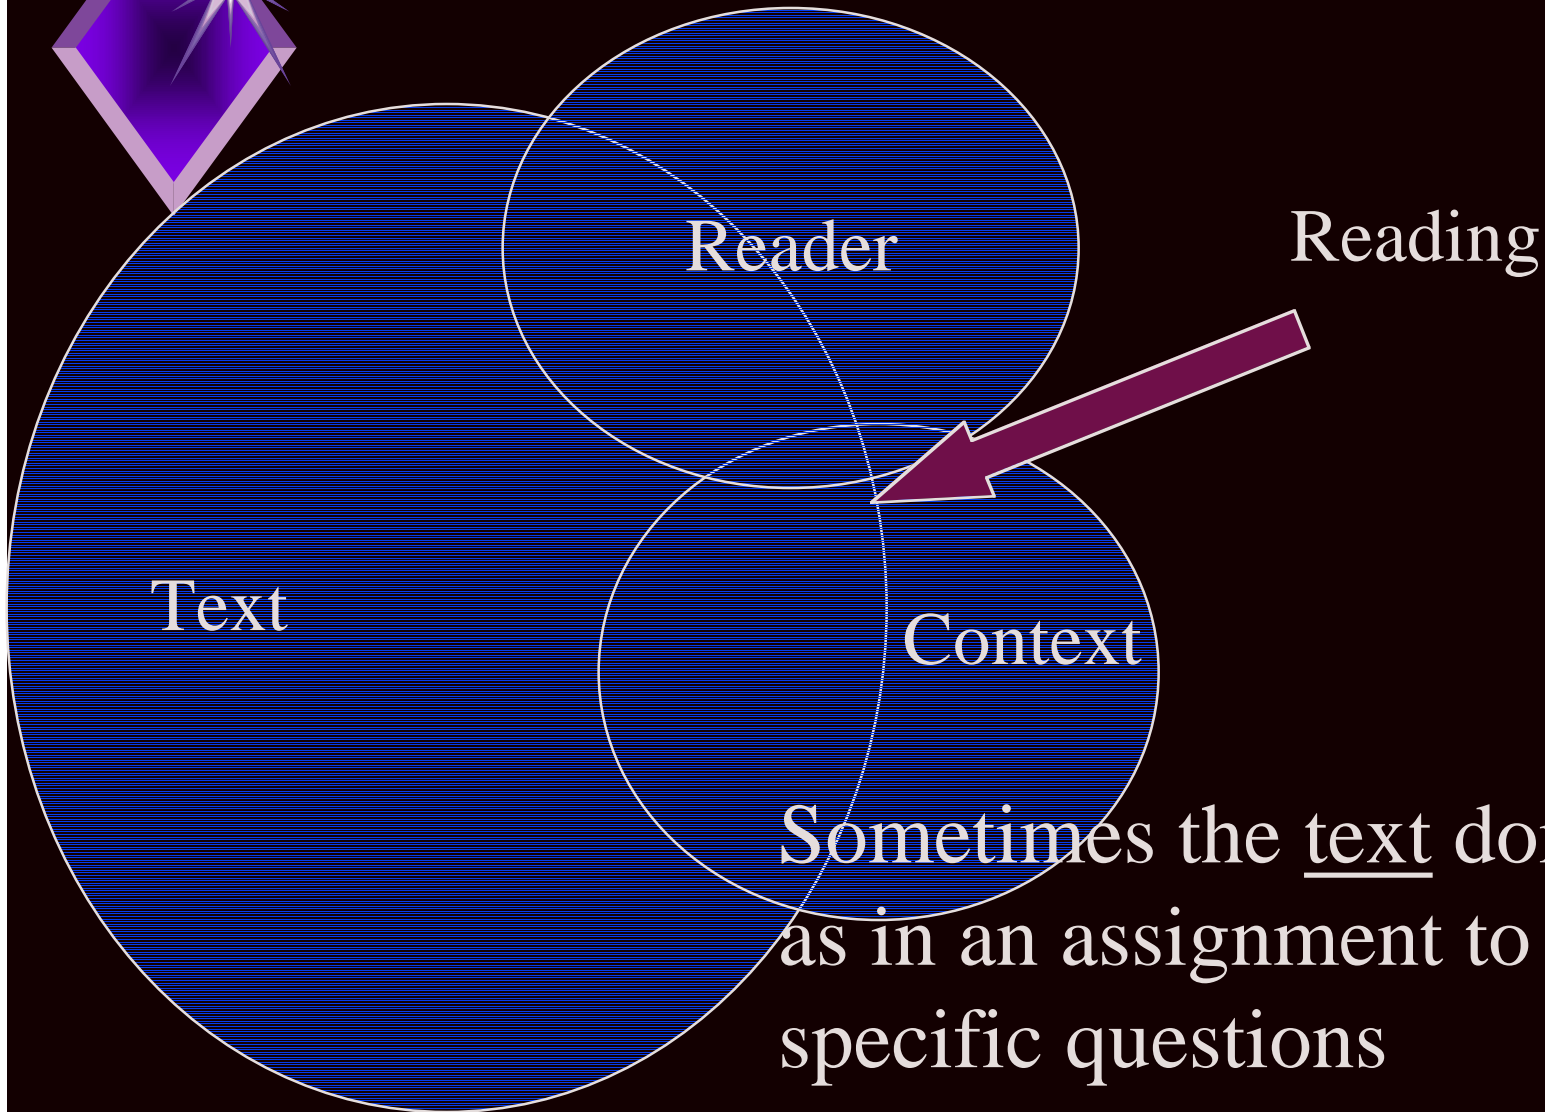 Reader
Reading
Text
Context
Sometimes the text
as in an assignment to
specific questions